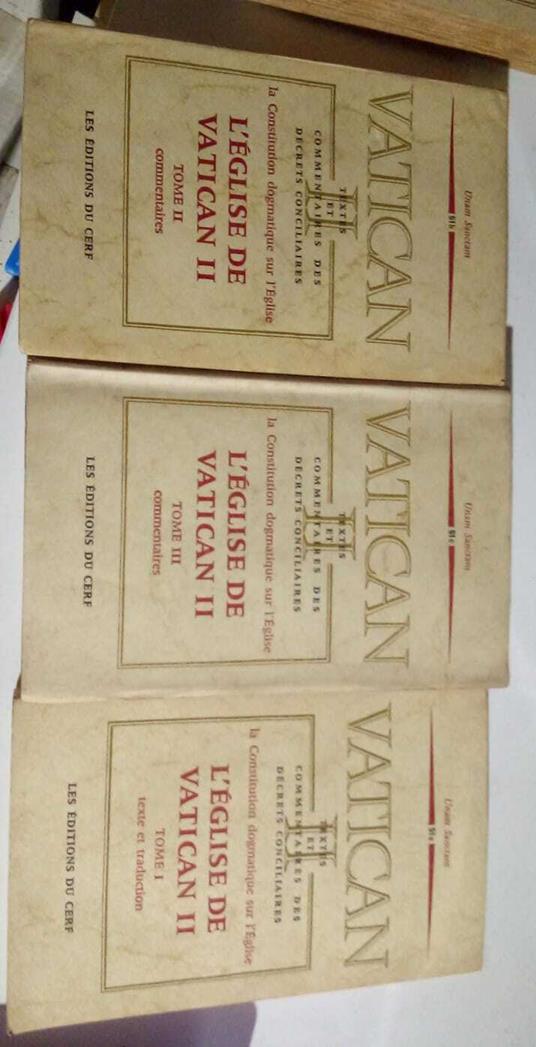 Unam Sanctam
51b
VATICAN
II
TEXTES
ET
COMMENTAIRES DES
DÉCRETS CONCILIAIRES
la Constitution dogmatique sur l'Église
L'ÉGLISE DE
VATICAN II
TOME II
commentaires
LES ÉDITIONS DU CERF
Unam Sanctam
51c
VATICAN
II
TEXTES
ET
COMMENTAIRES DES
DÉCRETS CONCILIAIRES
la Constitution dogmatique sur l'Église
L'ÉGLISE DE
VATICAN II
TOME III
commentaires
LES ÉDITIONS DU CERF
Unam Sanctam
51a
VATICAN
II
TEXTES
ET
COMMENTAIRES DES
DÉCRETS CONCILIAIRES
la Constitution dogmatique sur l'Église
L'ÉGLISE DE
VATICAN II
TOME I
texte et traduction
LES ÉDITIONS DU CERF